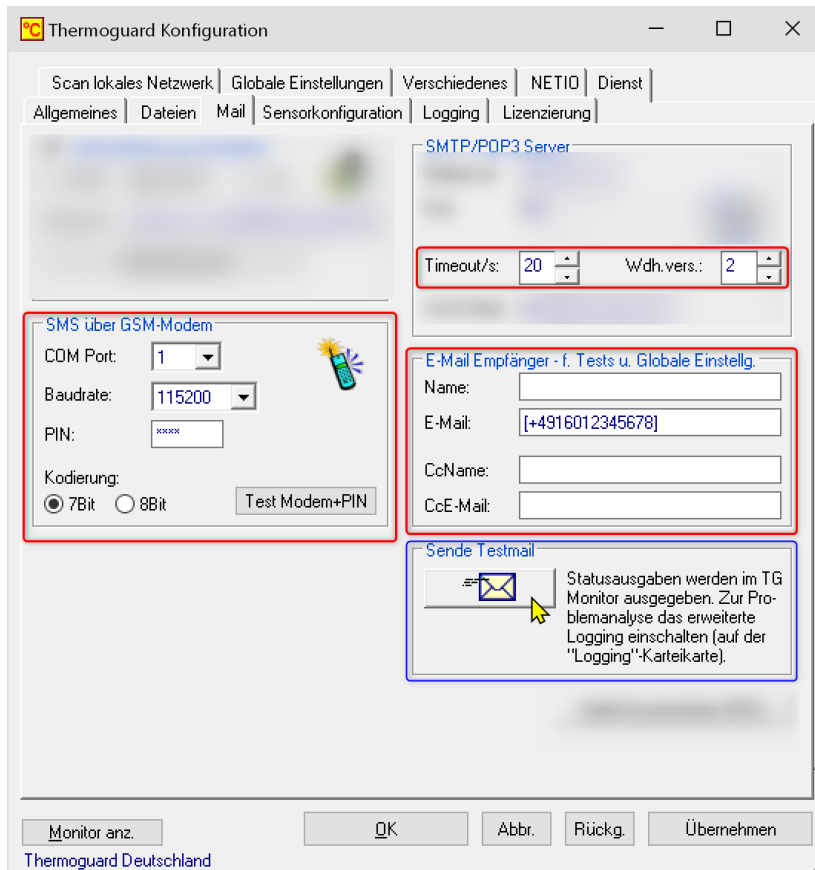 °C Thermoguard Konfiguration
Scan lokales Netzwerk Globale Einstellungen Verschiedenes NETIO Dienst
Allgemeines Dateien Mail Sensorkonfiguration Logging Lizenzierung
SMTP/POP3 Server
Timeout/s: 20 Wdh.vers.: 2
SMS über GSM-Modem
COM Port: 1
Baudrate: 115200
PIN: ****
Kodierung:
7Bit 8Bit Test Modem+PIN
E-Mail Empfänger - f. Tests u. Globale Einstellg.
Name:
E-Mail: [+4916012345678]
CcName:
CcE-Mail:
Sende Testmail
Statusausgaben werden im TG
Monitor ausgegeben. Zur Pro-
blemanalyse das erweiterte
Logging einschalten (auf der
"Logging"-Karteikarte).
Monitor anz. OK Abbr. Rückg. Übernehmen
Thermoguard Deutschland